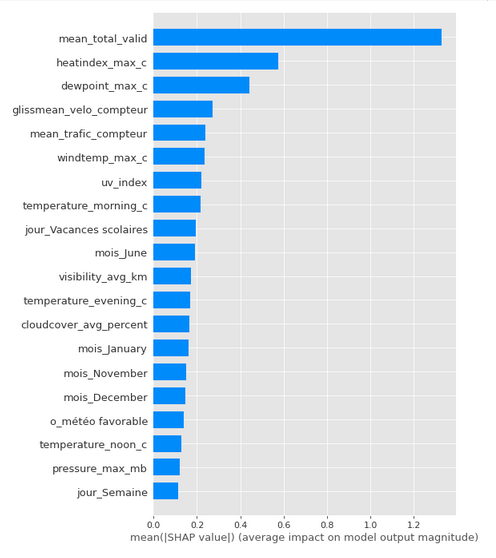 mean_total_valid
heatindex_max_c
dewpoint_max_c
glissmean_velo_compteur
mean_trafic_compteur
windtemp_max_c
uv_index
temperature_morning_c
jour_Vacances scolaires
mois_June
visibility_avg_km
temperature_evening_c
cloudcover_avg_percent
mois_January
mois_November
mois_December
o_météo favorable
temperature_noon_c
pressure_max_mb
jour_Semaine
0.0 0.2 0.4 0.6 0.8 1.0 1.2
mean(|SHAP value|) (average impact on model output magnitude)